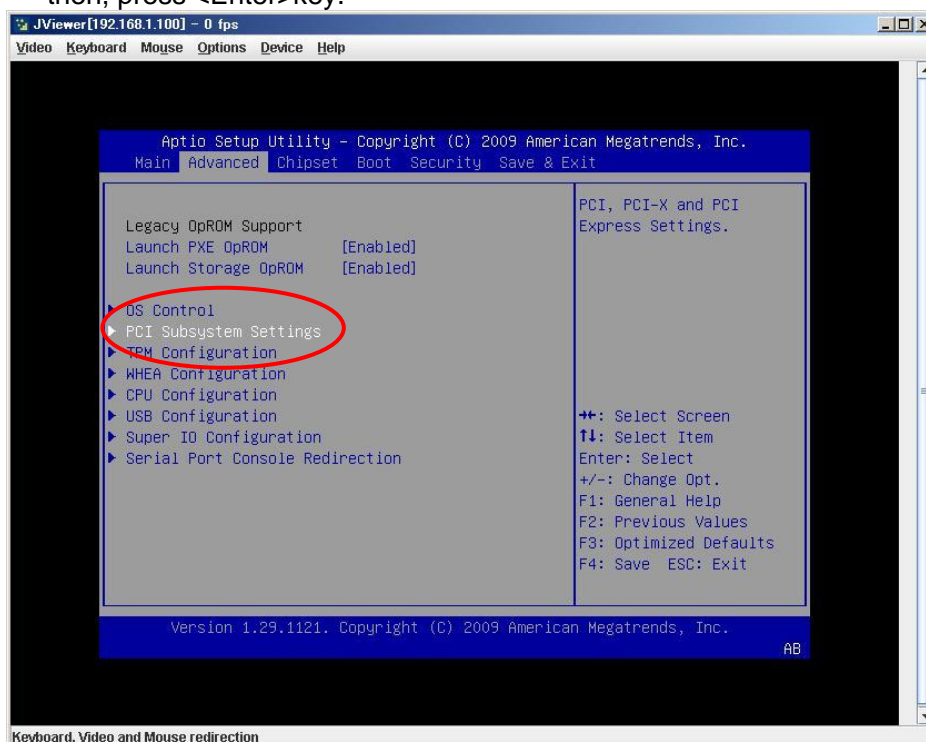 then, press <Enter>key.
JViewer[192.168.1.100] - 0 fps
Video Keyboard Mouse Options Device Help
Aptio Setup Utility - Copyright (C) 2009 American Megatrends, Inc.
Main Advanced Chipset Boot Security Save & Exit
Legacy OpROM Support
Launch PXE OpROM [Enabled]
Launch Storage OpROM [Enabled]
▶ OS Control
▶ PCI Subsystem Settings
▶ TPM Configuration
▶ WHEA Configuration
▶ CPU Configuration
▶ USB Configuration
▶ Super IO Configuration
▶ Serial Port Console Redirection
PCI, PCI-X and PCI
Express Settings.
→←: Select Screen
↑↓: Select Item
Enter: Select
+/-: Change Opt.
F1: General Help
F2: Previous Values
F3: Optimized Defaults
F4: Save ESC: Exit
Version 1.29.1121. Copyright (C) 2009 American Megatrends, Inc.
AB
Keyboard, Video and Mouse redirection